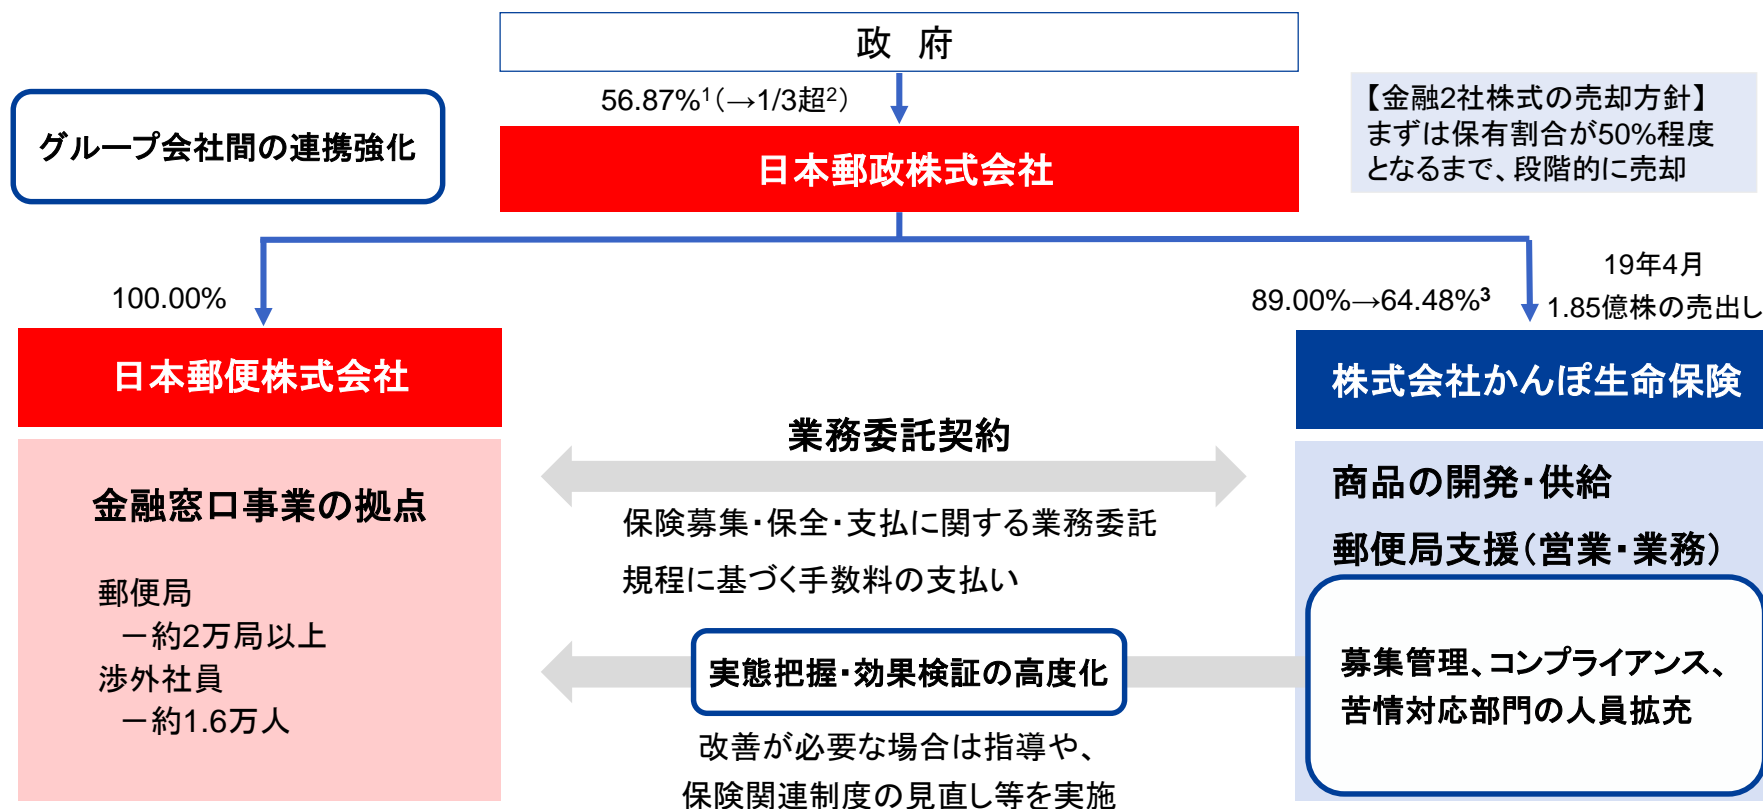 政 府
56.87%¹(→1/3超²)
グループ会社間の連携強化
日本郵政株式会社
【金融2社株式の売却方針】
まずは保有割合が50%程度
となるまで、段階的に売却
100.00%
89.00%→64.48%³
19年4月
1.85億株の売出し
日本郵便株式会社
株式会社かんぽ生命保険
業務委託契約
保険募集・保全・支払に関する業務委託
規程に基づく手数料の支払い
金融窓口事業の拠点
郵便局
－約2万局以上
渉外社員
－約1.6万人
商品の開発・供給
郵便局支援(営業・業務)
実態把握・効果検証の高度化
改善が必要な場合は指導や、
保険関連制度の見直し等を実施
募集管理、コンプライアンス、
苦情対応部門の人員拡充